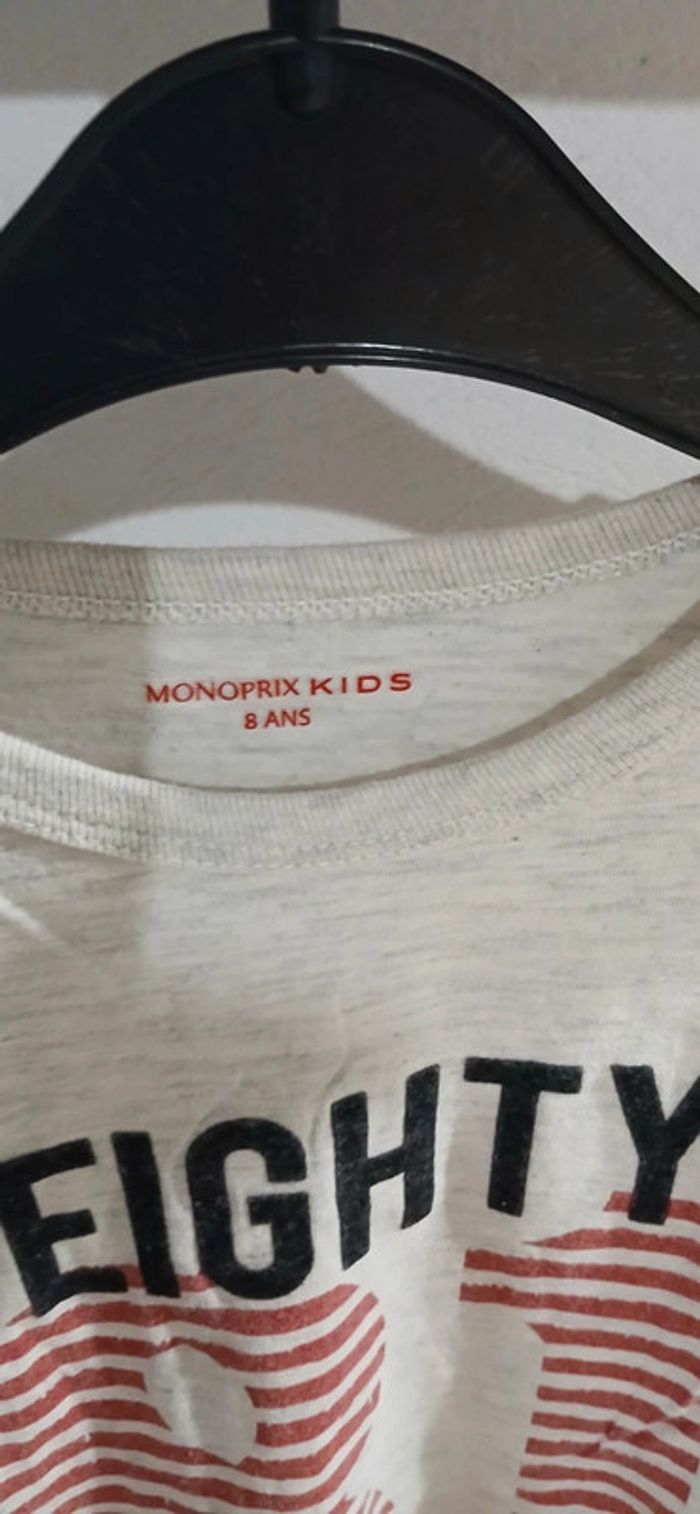 MONOPRIX KIDS
8 ANS
EIGHTY